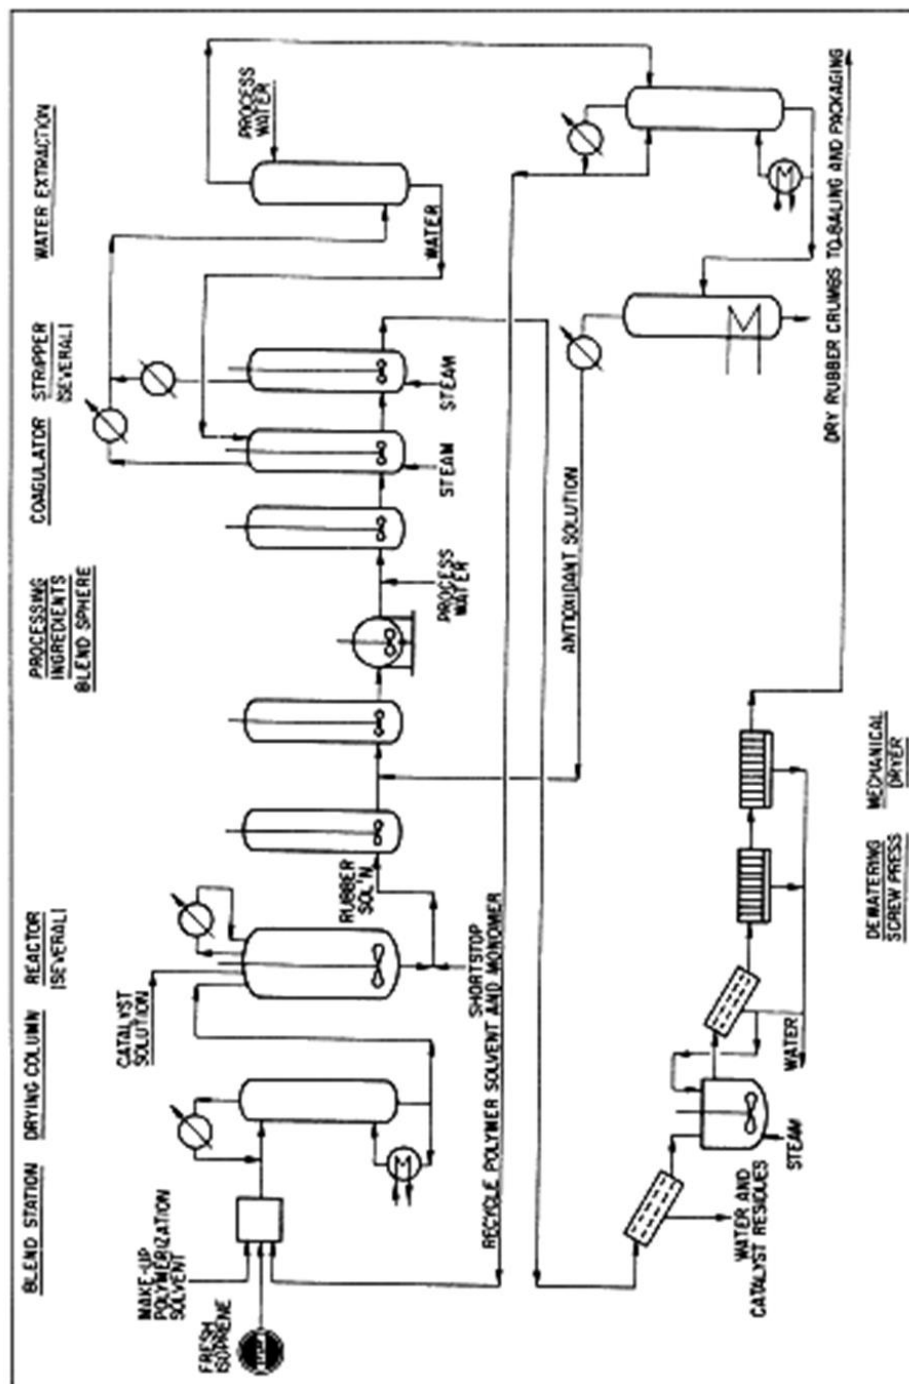 BLEND STATION
DRYING COLUMN
REACTOR
(SEVERAL)
PROCESSING
INGREDIENTS
BLEND SPHERE
COAGULATOR
STRIPPER
(SEVERAL)
WATER EXTRACTION
MAKE-UP
POLYMERIZATION
SOLVENT
FRESH
ISOPRENE
CATALYST
SOLUTION
RUBBER
SOL'N
SHORTSTOP
PROCESS
WATER
STEAM
STEAM
WATER
PROCESS
WATER
RECYCLE POLYMER SOLVENT AND MONOMER
ANTIOXIDANT SOLUTION
WATER AND
CATALYST RESIDUES
STEAM
WATER
DRY RUBBER CRUMBS TO BALING AND PACKAGING
DEWATERING
SCREW PRESS
MECHANICAL
DRYER